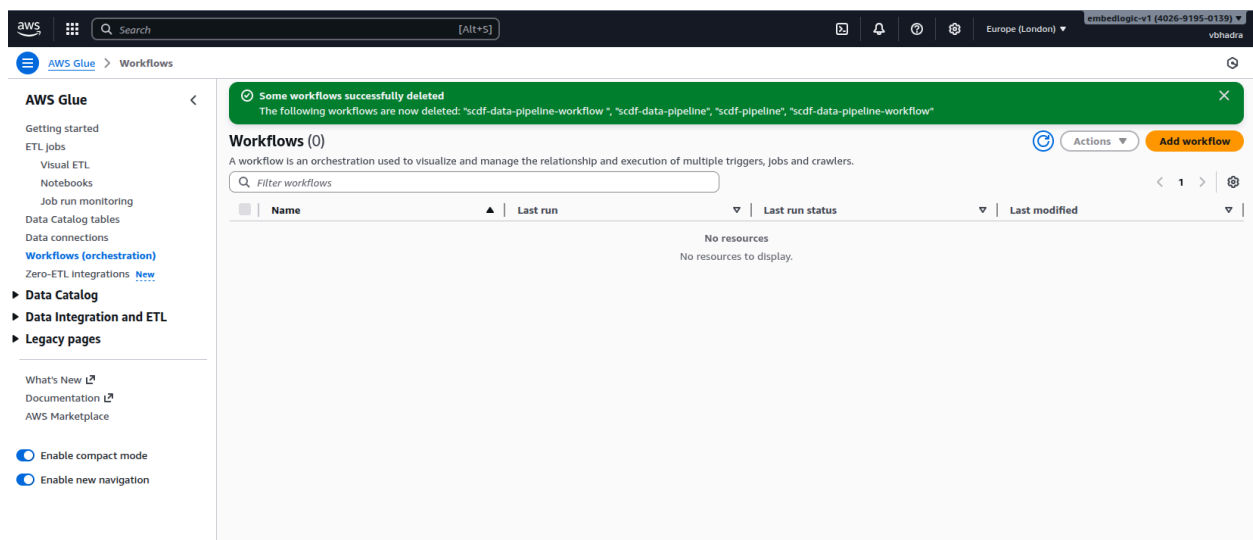 aws
Search [Alt+S]
Europe (London) ▼
embedlogic-v1 (4026-9195-0139) ▼
vbhadra
AWS Glue > Workflows
AWS Glue
Getting started
ETL jobs
Visual ETL
Notebooks
Job run monitoring
Data Catalog tables
Data connections
Workflows (orchestration)
Zero-ETL integrations New
Data Catalog
Data Integration and ETL
Legacy pages
What's New
Documentation
AWS Marketplace
Enable compact mode
Enable new navigation
Some workflows successfully deleted
The following workflows are now deleted: "scdf-data-pipeline-workflow ", "scdf-data-pipeline", "scdf-pipeline", "scdf-data-pipeline-workflow"
Workflows (0)
Actions ▼
Add workflow
A workflow is an orchestration used to visualize and manage the relationship and execution of multiple triggers, jobs and crawlers.
Filter workflows
< 1 >
Name Last run Last run status Last modified
No resources
No resources to display.